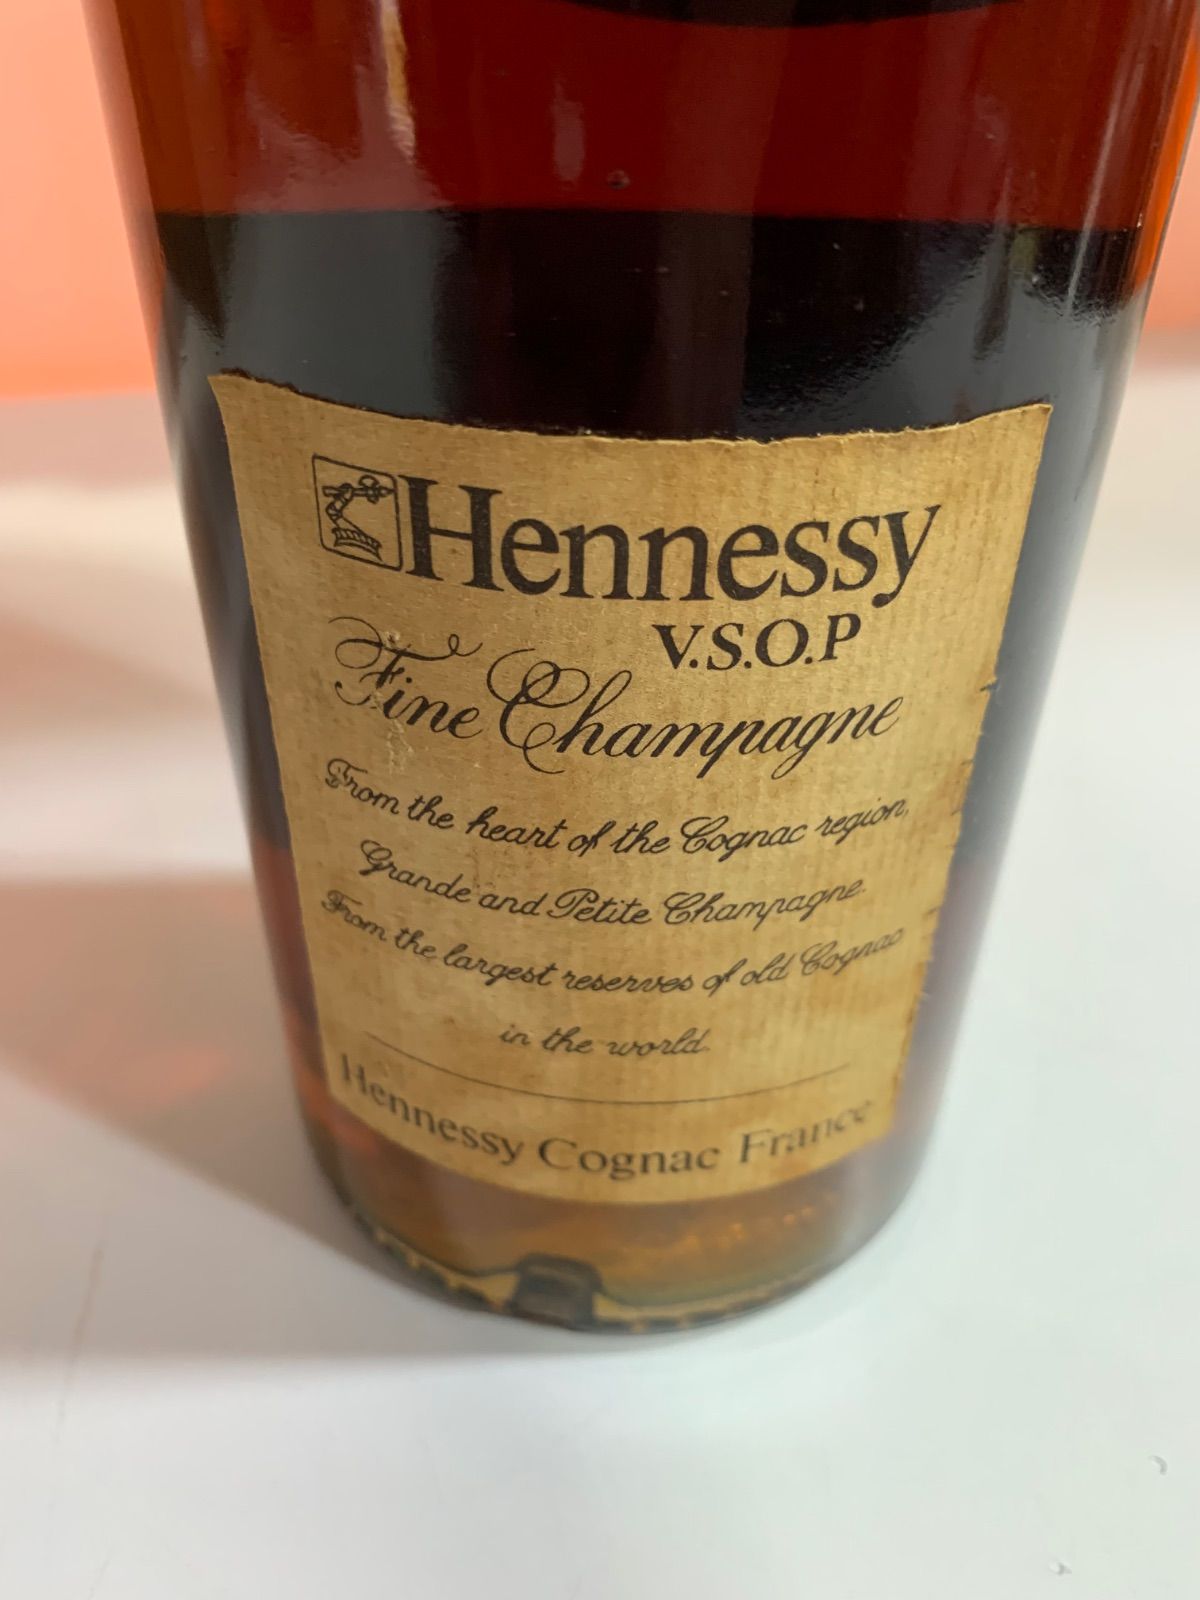 Hennessy
V.S.O.P
Fine Champagne
From the heart of the Cognac region,
Grande and Petite Champagne.
From the largest reserves of old Cognac
in the world.
Hennessy Cognac France